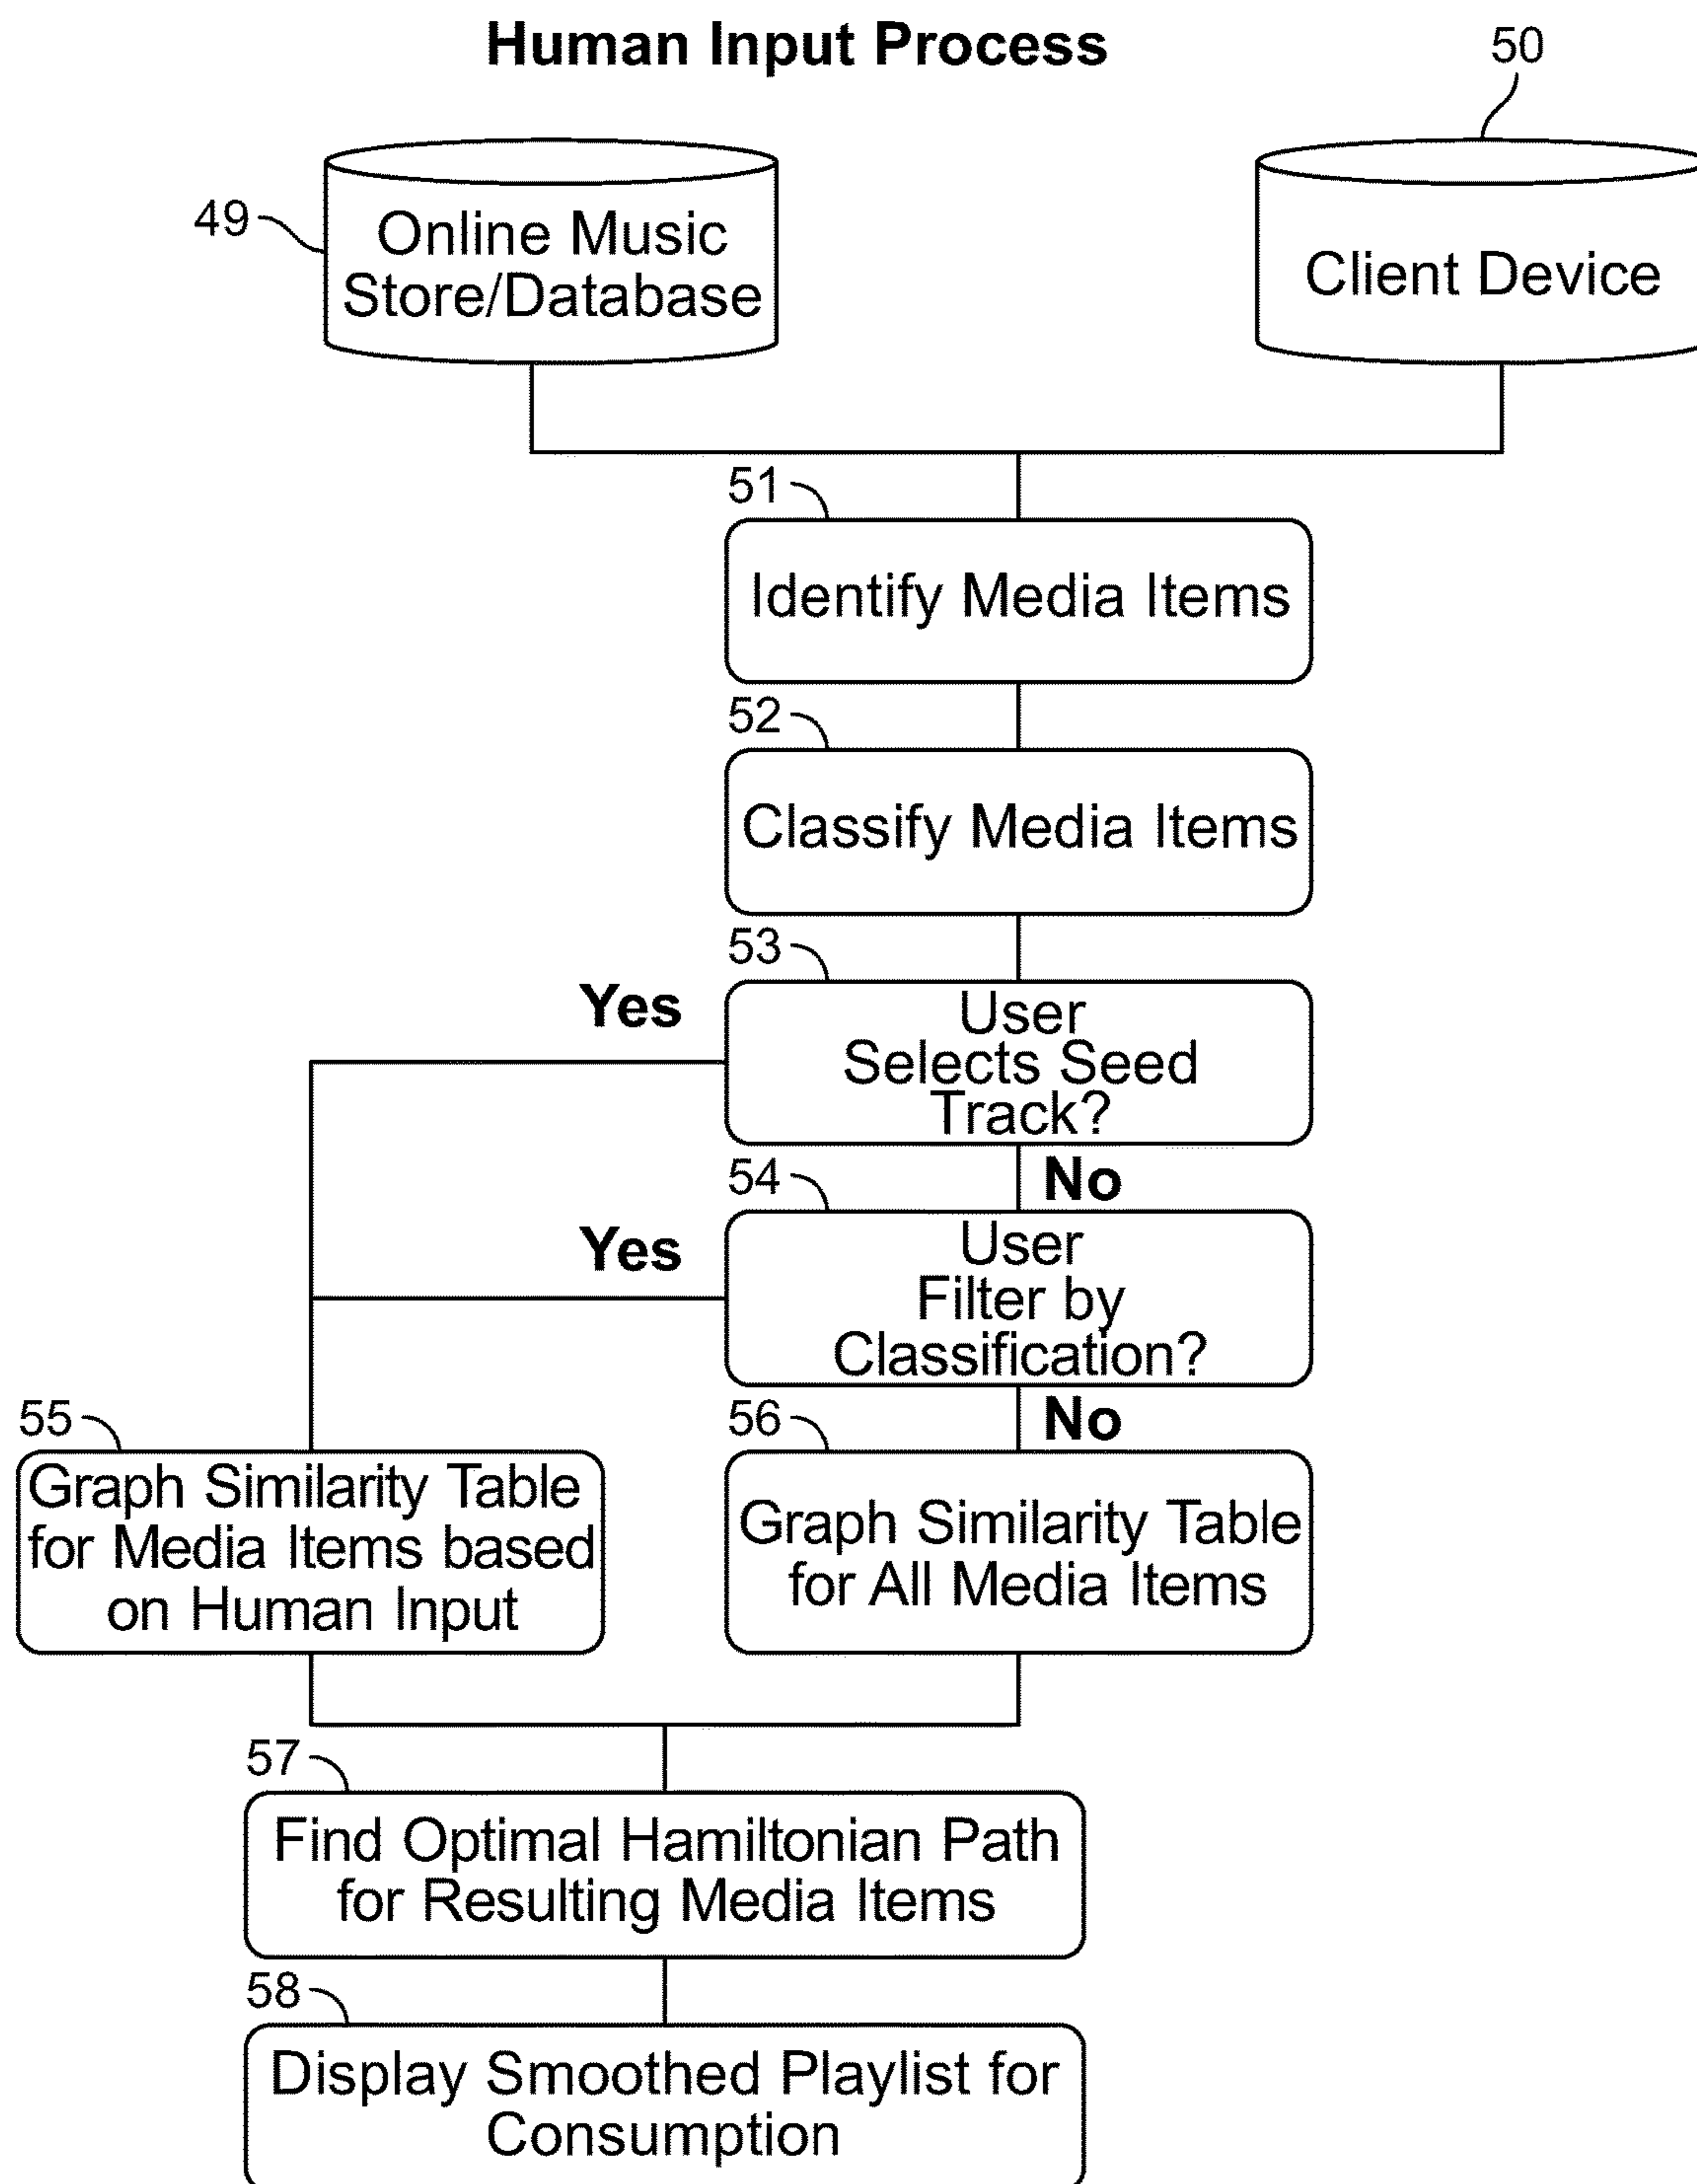 Human Input Process
50
49
Online Music
Store/Database
Client Device
51
Identify Media Items
52
Classify Media Items
53
Yes
User
Selects Seed
Track?
No
54
Yes
User
Filter by
Classification?
No
55
Graph Similarity Table
for Media Items based
on Human Input
56
Graph Similarity Table
for All Media Items
57
Find Optimal Hamiltonian Path
for Resulting Media Items
58
Display Smoothed Playlist for
Consumption